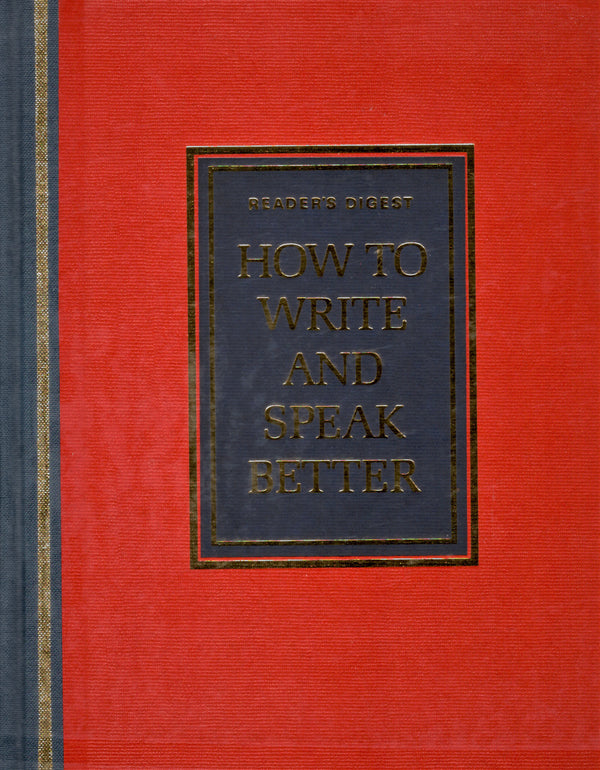 READER'S DIGEST
HOW TO
WRITE
AND
SPEAK
BETTER